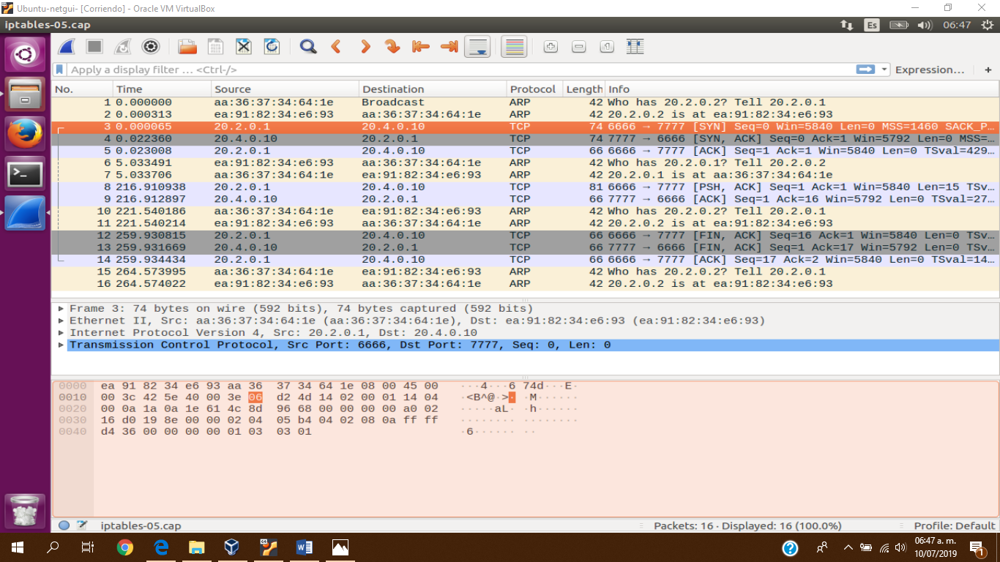 Ubuntu-netgui- [Corriendo] - Oracle VM VirtualBox
iptables-05.cap
Es
06:47
Apply a display filter ... <Ctrl-/>
Expression...
+
No. Time Source Destination Protocol Length Info
1 0.000000 aa:36:37:34:64:1e Broadcast ARP 42 Who has 20.2.0.2? Tell 20.2.0.1
2 0.000313 ea:91:82:34:e6:93 aa:36:37:34:64:1e ARP 42 20.2.0.2 is at ea:91:82:34:e6:93
3 0.000065 20.2.0.1 20.4.0.10 TCP 74 6666 → 7777 [SYN] Seq=0 Win=5840 Len=0 MSS=1460 SACK_P...
4 0.022360 20.4.0.10 20.2.0.1 TCP 74 7777 → 6666 [SYN, ACK] Seq=0 Ack=1 Win=5792 Len=0 MSS=...
5 0.023008 20.2.0.1 20.4.0.10 TCP 66 6666 → 7777 [ACK] Seq=1 Ack=1 Win=5840 Len=0 TSval=429...
6 5.033491 ea:91:82:34:e6:93 aa:36:37:34:64:1e ARP 42 Who has 20.2.0.1? Tell 20.2.0.2
7 5.033706 aa:36:37:34:64:1e ea:91:82:34:e6:93 ARP 42 20.2.0.1 is at aa:36:37:34:64:1e
8 216.910938 20.2.0.1 20.4.0.10 TCP 81 6666 → 7777 [PSH, ACK] Seq=1 Ack=1 Win=5840 Len=15 TSv...
9 216.912897 20.4.0.10 20.2.0.1 TCP 66 7777 → 6666 [ACK] Seq=1 Ack=16 Win=5792 Len=0 TSval=27...
10 221.540186 aa:36:37:34:64:1e ea:91:82:34:e6:93 ARP 42 Who has 20.2.0.2? Tell 20.2.0.1
11 221.540214 ea:91:82:34:e6:93 aa:36:37:34:64:1e ARP 42 20.2.0.2 is at ea:91:82:34:e6:93
12 259.930815 20.2.0.1 20.4.0.10 TCP 66 6666 → 7777 [FIN, ACK] Seq=16 Ack=1 Win=5840 Len=0 TSv...
13 259.931669 20.4.0.10 20.2.0.1 TCP 66 7777 → 6666 [FIN, ACK] Seq=1 Ack=17 Win=5792 Len=0 TSv...
14 259.934434 20.2.0.1 20.4.0.10 TCP 66 6666 → 7777 [ACK] Seq=17 Ack=2 Win=5840 Len=0 TSval=14...
15 264.573995 aa:36:37:34:64:1e ea:91:82:34:e6:93 ARP 42 Who has 20.2.0.2? Tell 20.2.0.1
16 264.574022 ea:91:82:34:e6:93 aa:36:37:34:64:1e ARP 42 20.2.0.2 is at ea:91:82:34:e6:93
Frame 3: 74 bytes on wire (592 bits), 74 bytes captured (592 bits)
Ethernet II, Src: aa:36:37:34:64:1e (aa:36:37:34:64:1e), Dst: ea:91:82:34:e6:93 (ea:91:82:34:e6:93)
Internet Protocol Version 4, Src: 20.2.0.1, Dst: 20.4.0.10
Transmission Control Protocol, Src Port: 6666, Dst Port: 7777, Seq: 0, Len: 0
0000 ea 91 82 34 e6 93 aa 36 37 34 64 1e 08 00 45 00 ···4···6 74d···E·
0010 00 3c 42 5e 40 00 3e 06 d2 4d 14 02 00 01 14 04 ·<B^@·>· ·M······
0020 00 0a 1a 0a 1e 61 4c 8d 96 68 00 00 00 00 a0 02 ·····aL· ·h······
0030 16 d0 19 8e 00 00 02 04 05 b4 04 02 08 0a ff ff ········ ········
0040 d4 36 00 00 00 00 01 03 03 01 ·6······ ··
iptables-05.cap
Packets: 16 · Displayed: 16 (100.0%)
Profile: Default
06:47 a. m.
10/07/2019
1